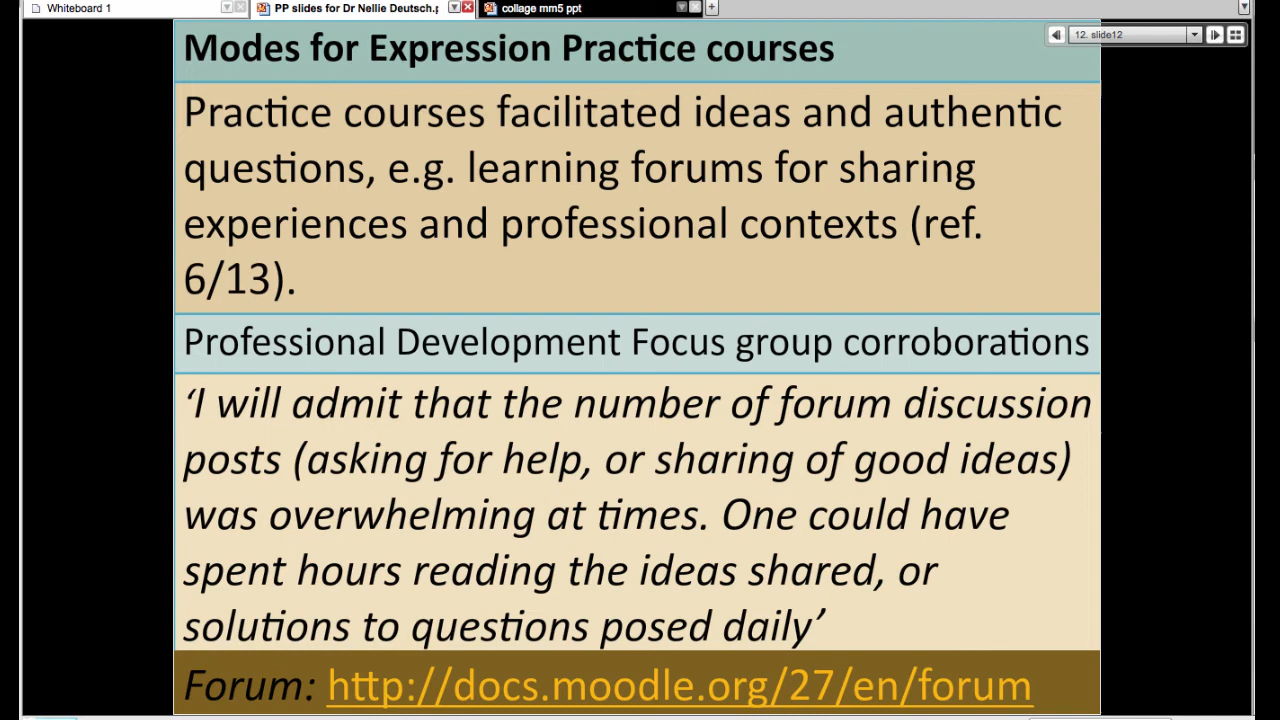 Whiteboard 1
PP slides for Dr Nellie Deutsch.p
collage mm5 ppt
12. slide12
Modes for Expression Practice courses
Practice courses facilitated ideas and authentic
questions, e.g. learning forums for sharing
experiences and professional contexts (ref.
6/13).
Professional Development Focus group corroborations
‘I will admit that the number of forum discussion
posts (asking for help, or sharing of good ideas)
was overwhelming at times. One could have
spent hours reading the ideas shared, or
solutions to questions posed daily’
Forum: http://docs.moodle.org/27/en/forum